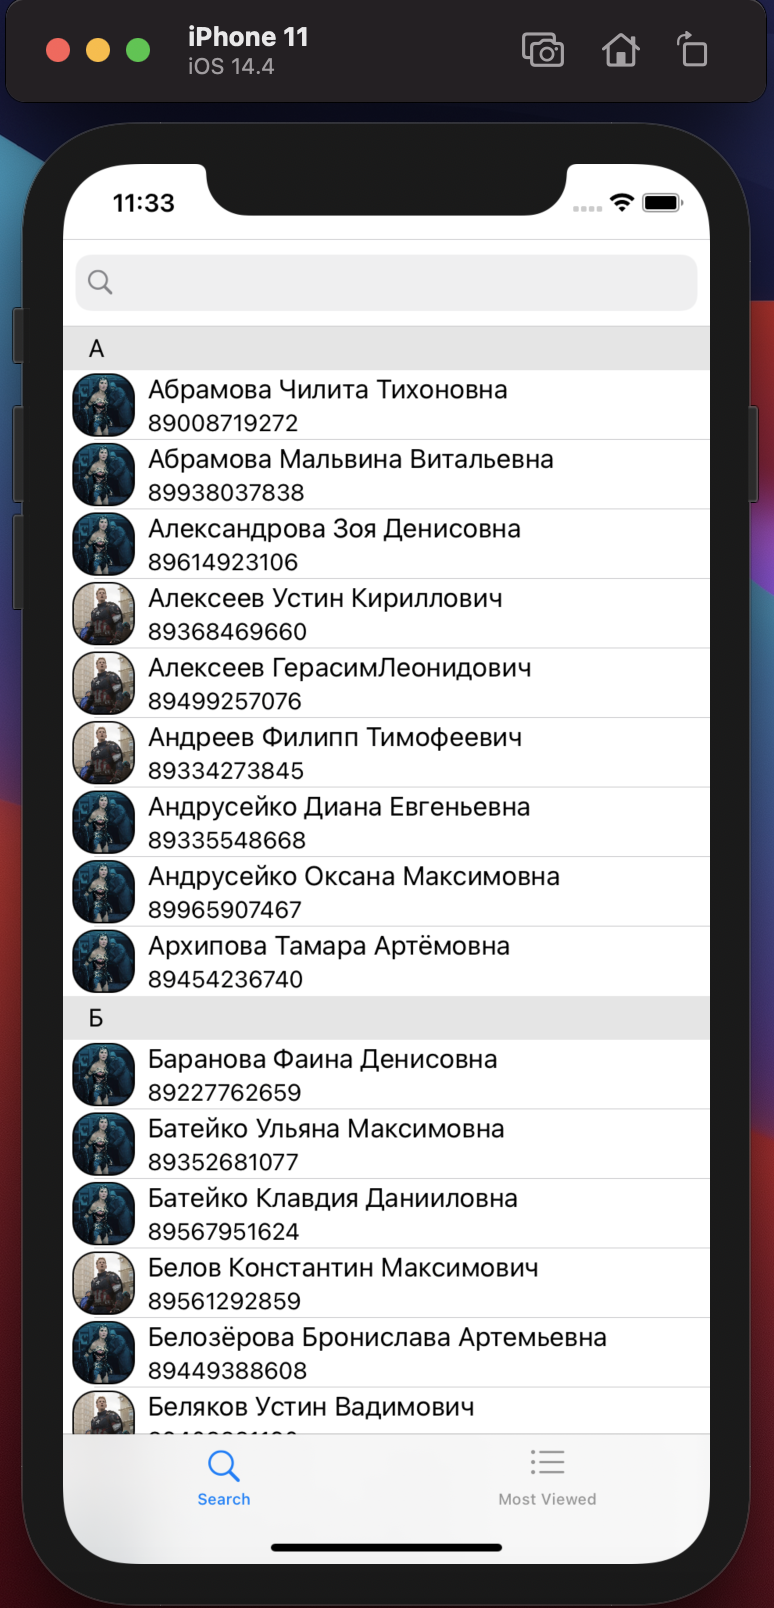 iPhone 11
iOS 14.4
11:33
А
Абрамова Чилита Тихоновна
89008719272
Абрамова Мальвина Витальевна
89938037838
Александрова Зоя Денисовна
89614923106
Алексеев Устин Кириллович
89368469660
Алексеев ГерасимЛеонидович
89499257076
Андреев Филипп Тимофеевич
89334273845
Андрусейко Диана Евгеньевна
89335548668
Андрусейко Оксана Максимовна
89965907467
Архипова Тамара Артёмовна
89454236740
Б
Баранова Фаина Денисовна
89227762659
Батейко Ульяна Максимовна
89352681077
Батейко Клавдия Данииловна
89567951624
Белов Константин Максимович
89561292859
Белозёрова Бронислава Артемьевна
89449388608
Беляков Устин Вадимович
Search
Most Viewed